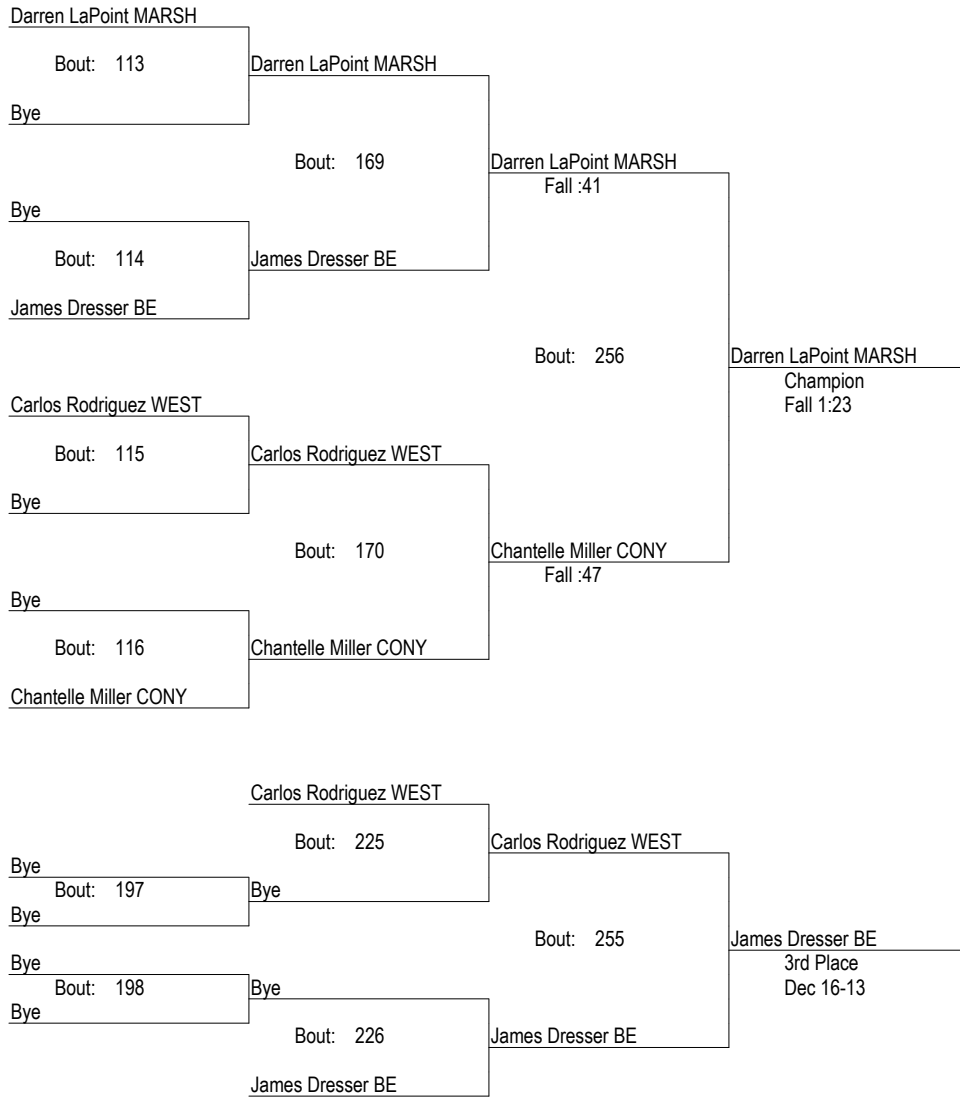 Darren LaPoint MARSH
Bout: 113
Darren LaPoint MARSH
Bye
Bout: 169
Darren LaPoint MARSH
Fall :41
Bye
Bout: 114
James Dresser BE
James Dresser BE
Bout: 256
Darren LaPoint MARSH
Champion
Fall 1:23
Carlos Rodriguez WEST
Bout: 115
Carlos Rodriguez WEST
Bye
Bout: 170
Chantelle Miller CONY
Fall :47
Bye
Bout: 116
Chantelle Miller CONY
Chantelle Miller CONY
Carlos Rodriguez WEST
Bout: 225
Carlos Rodriguez WEST
Bye
Bout: 197
Bye
Bye
Bout: 255
James Dresser BE
3rd Place
Dec 16-13
Bye
Bout: 198
Bye
Bye
Bout: 226
James Dresser BE
James Dresser BE